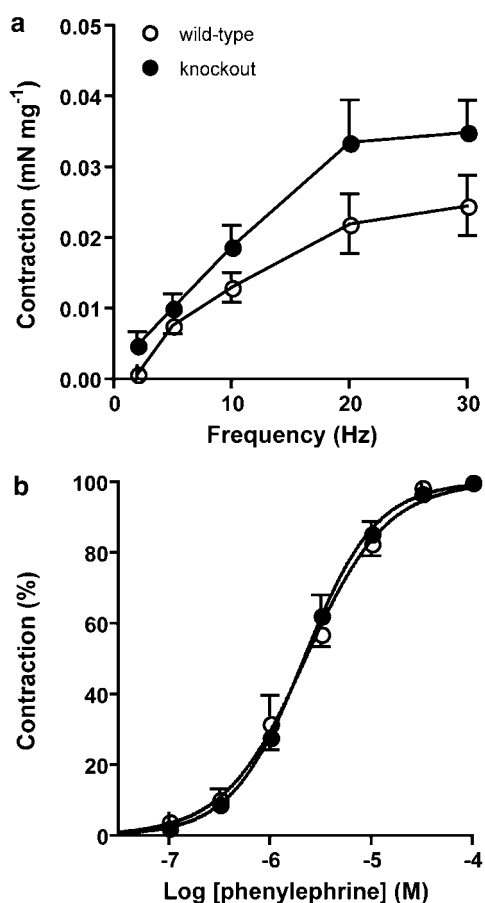 a
wild-type
knockout
Contraction (mN mg⁻¹)
0.05
0.04
0.03
0.02
0.01
0.00
0 10 20 30
Frequency (Hz)
b
Contraction (%)
100
80
60
40
20
0
-7 -6 -5 -4
Log [phenylephrine] (M)